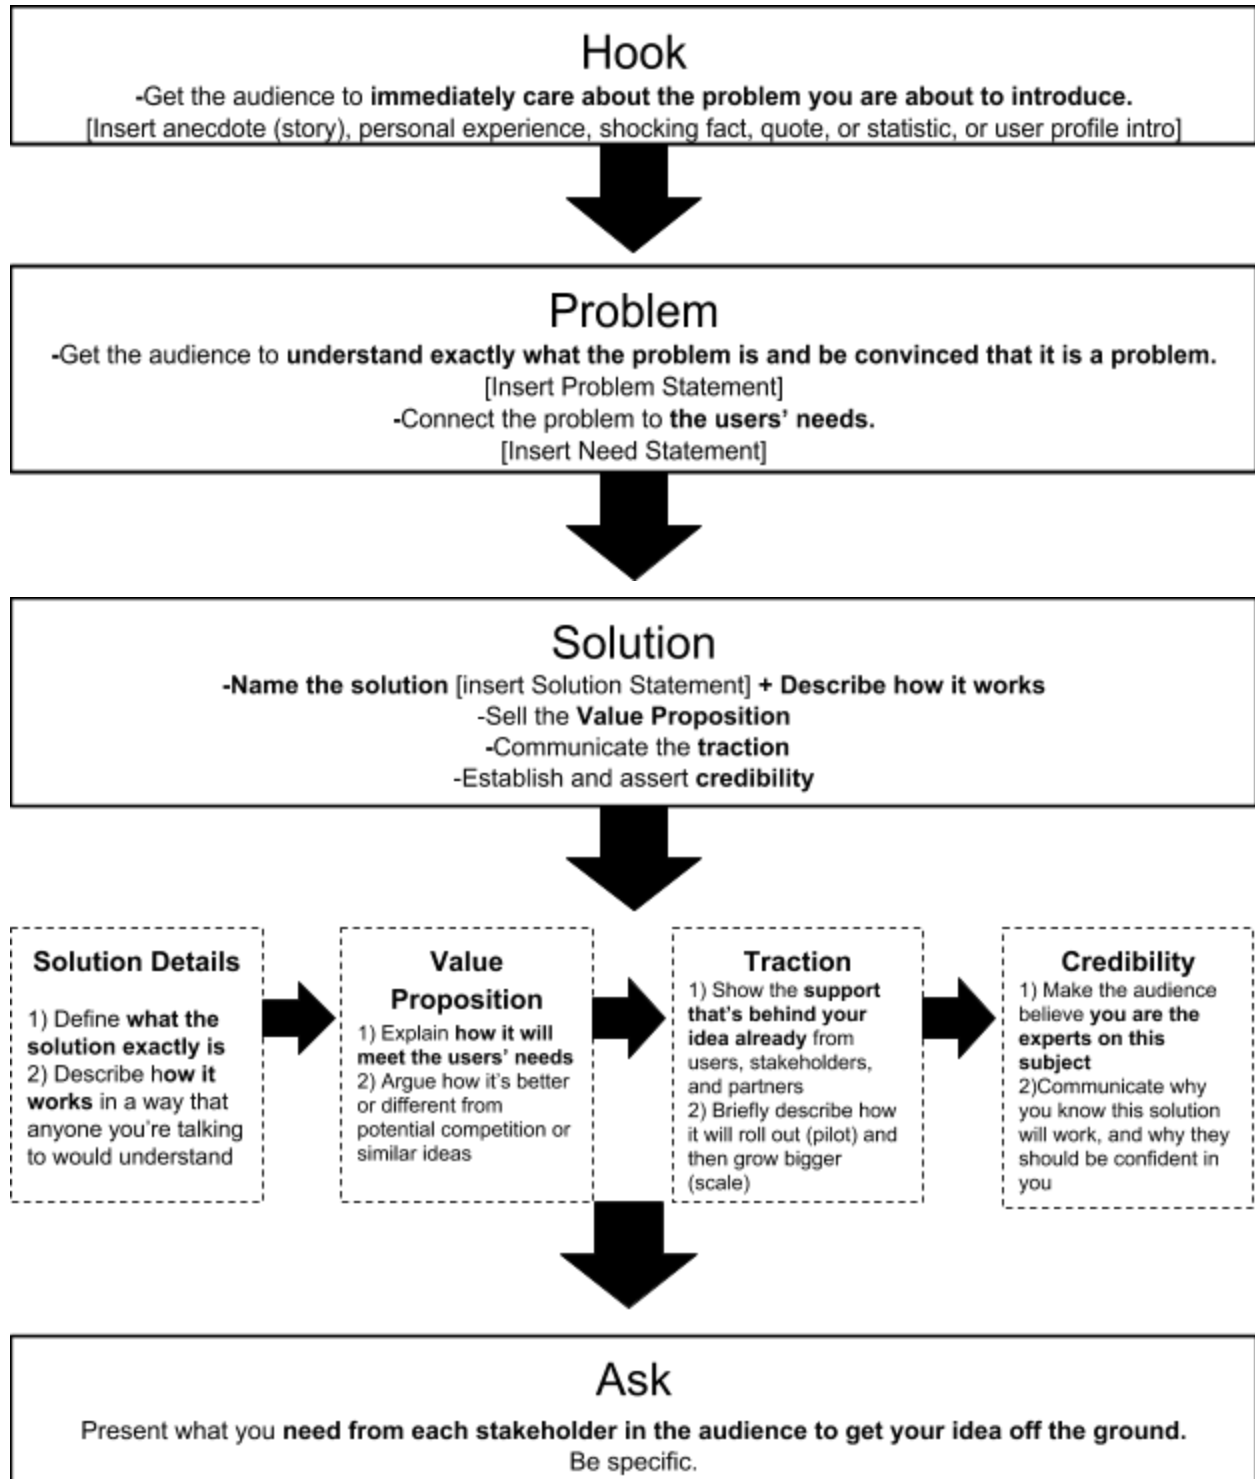 Hook
-Get the audience to immediately care about the problem you are about to introduce.
[Insert anecdote (story), personal experience, shocking fact, quote, or statistic, or user profile intro]
Problem
-Get the audience to understand exactly what the problem is and be convinced that it is a problem.
[Insert Problem Statement]
-Connect the problem to the users' needs.
[Insert Need Statement]
Solution
-Name the solution [insert Solution Statement] + Describe how it works
-Sell the Value Proposition
-Communicate the traction
-Establish and assert credibility
Solution Details
1) Define what the
solution exactly is
2) Describe how it
works in a way that
anyone you're talking
to would understand
Value
Proposition
1) Explain how it will
meet the users' needs
2) Argue how it's better
or different from
potential competition or
similar ideas
Traction
1) Show the support
that's behind your
idea already from
users, stakeholders,
and partners
2) Briefly describe how
it will roll out (pilot) and
then grow bigger
(scale)
Credibility
1) Make the audience
believe you are the
experts on this
subject
2)Communicate why
you know this solution
will work, and why they
should be confident in
you
Ask
Present what you need from each stakeholder in the audience to get your idea off the ground.
Be specific.